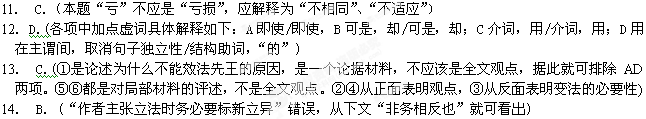 11. C.(本题“亏”不应是“亏损”,应解释为“不相同”、“不适应”)
12. D.(各项中加点虚词具体解释如下:A即使/即使,B可是,却/可是,却;C介词,用/介词,用;D用
在主谓间,取消句子独立性/结构助词,“的”)
13. C.(①是论述为什么不能效法先王的原因,是一个论据材料,不应该是全文观点,据此就可排除 AD
两项。⑤⑥都是对局部材料的评述,不是全文观点。②④从正面表明观点,③从反面表明变法的必要性)
14. B.(“作者主张立法时务必要标新立异”错误,从下文“非务相反也”就可看出)